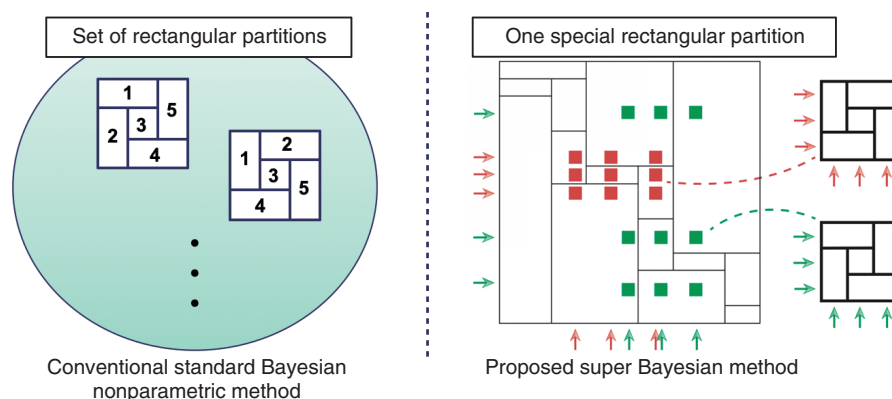 Set of rectangular partitions
1
5
2
3
4
1
2
3
5
4
Conventional standard Bayesian
nonparametric method
One special rectangular partition
Proposed super Bayesian method